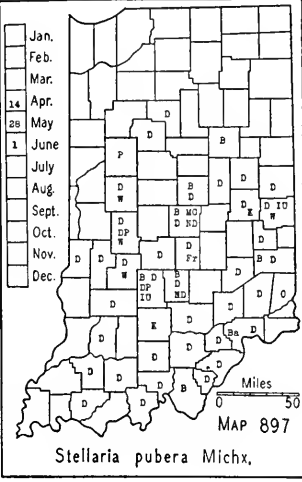 Jan.
Feb.
Mar.
14 Apr.
28 May
1 June
July
Aug.
Sept.
Oct.
Nov.
Dec.
D
D
B
P
D
D
D
W
B
D
D
D
E
D IU
W
D
DP
W
B MC
D ND
D
Fr
D
B D
D
D
D
W
D
B D
DP
IU
B
D
ND
D
D
D
D
C
D
D
E
D
Ba
D
D
D
D
D
D
D
D
D
D
D
B
D
Miles
0 50
MAP 897
Stellaria pubera Michx.